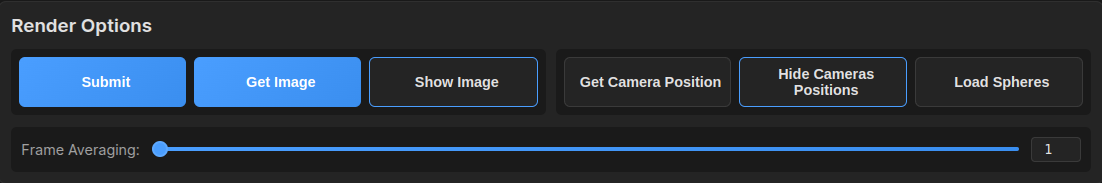 Render Options
Submit
Get Image
Show Image
Get Camera Position
Hide Cameras
Positions
Load Spheres
Frame Averaging:
1